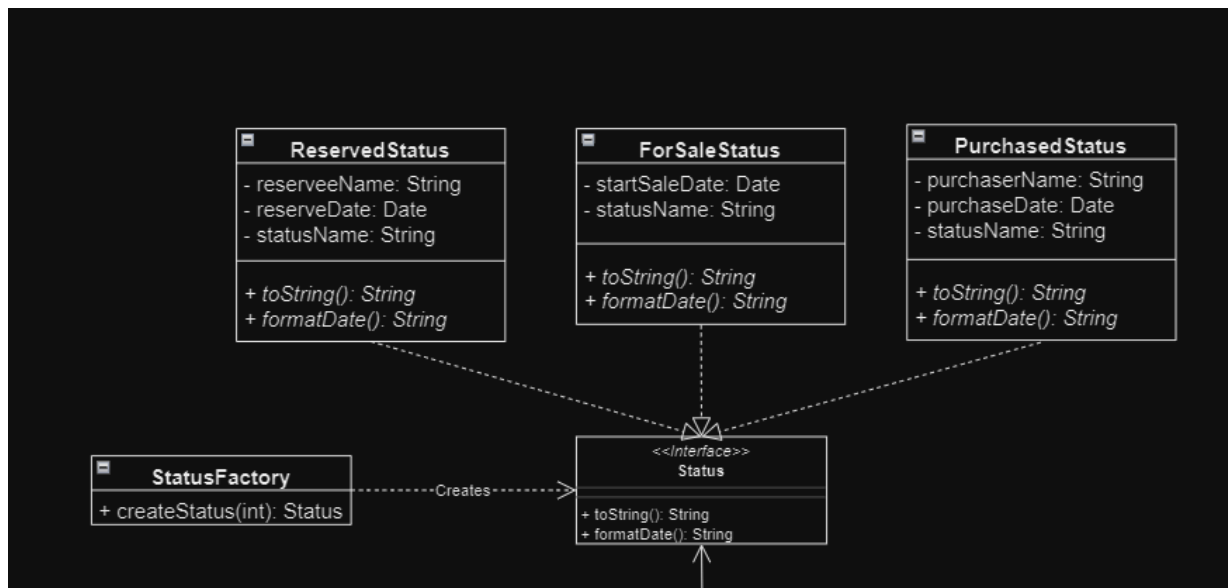 ReservedStatus
- reserveeName: String
- reserveDate: Date
- statusName: String
+ toString(): String
+ formatDate(): String
ForSaleStatus
- startSaleDate: Date
- statusName: String
+ toString(): String
+ formatDate(): String
PurchasedStatus
- purchaserName: String
- purchaseDate: Date
- statusName: String
+ toString(): String
+ formatDate(): String
StatusFactory
+ createStatus(int): Status
Creates
<<Interface>>
Status
+ toString(): String
+ formatDate(): String